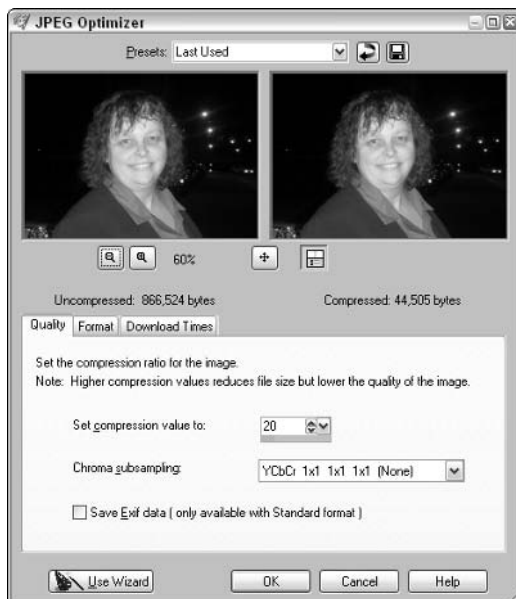 JPEG Optimizer
Presets: Last Used
60%
Uncompressed: 866,524 bytes
Compressed: 44,505 bytes
Quality
Format
Download Times
Set the compression ratio for the image.
Note: Higher compression values reduces file size but lower the quality of the image.
Set compression value to: 20
Chroma subsampling: YCbCr 1x1 1x1 1x1 (None)
Save Exif data ( only available with Standard format )
Use Wizard
OK
Cancel
Help